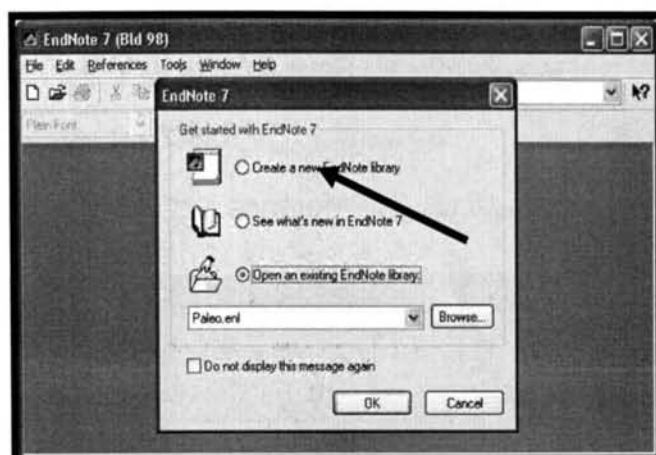 EndNote 7 (Bld 98)
File Edit References Tools Window Help
Plain Font
EndNote 7
Get started with EndNote 7
Create a new EndNote library
See what's new in EndNote 7
Open an existing EndNote library:
Paleo.enl
Browse...
Do not display this message again
OK Cancel